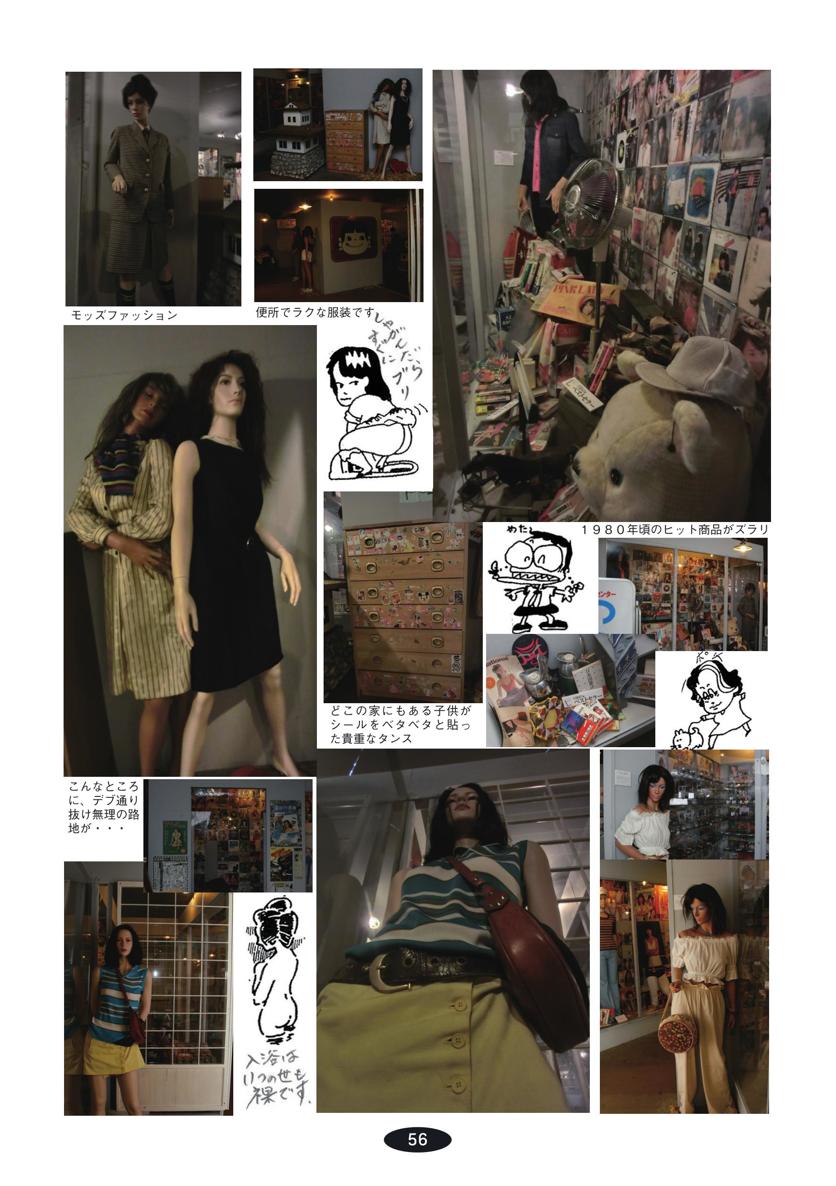 モッズファッション
便所でラクな服装です
しゃがんだら
すぐに
ブリ
PINK LADY
１９８０年頃のヒット商品がズラリ
わたし
どこの家にもある子供が
シールをベタベタと貼っ
た貴重なタンス
こんなところ
に、デブ通り
抜け無理の路
地が・・・
入浴は
いつの世も
裸です.
56